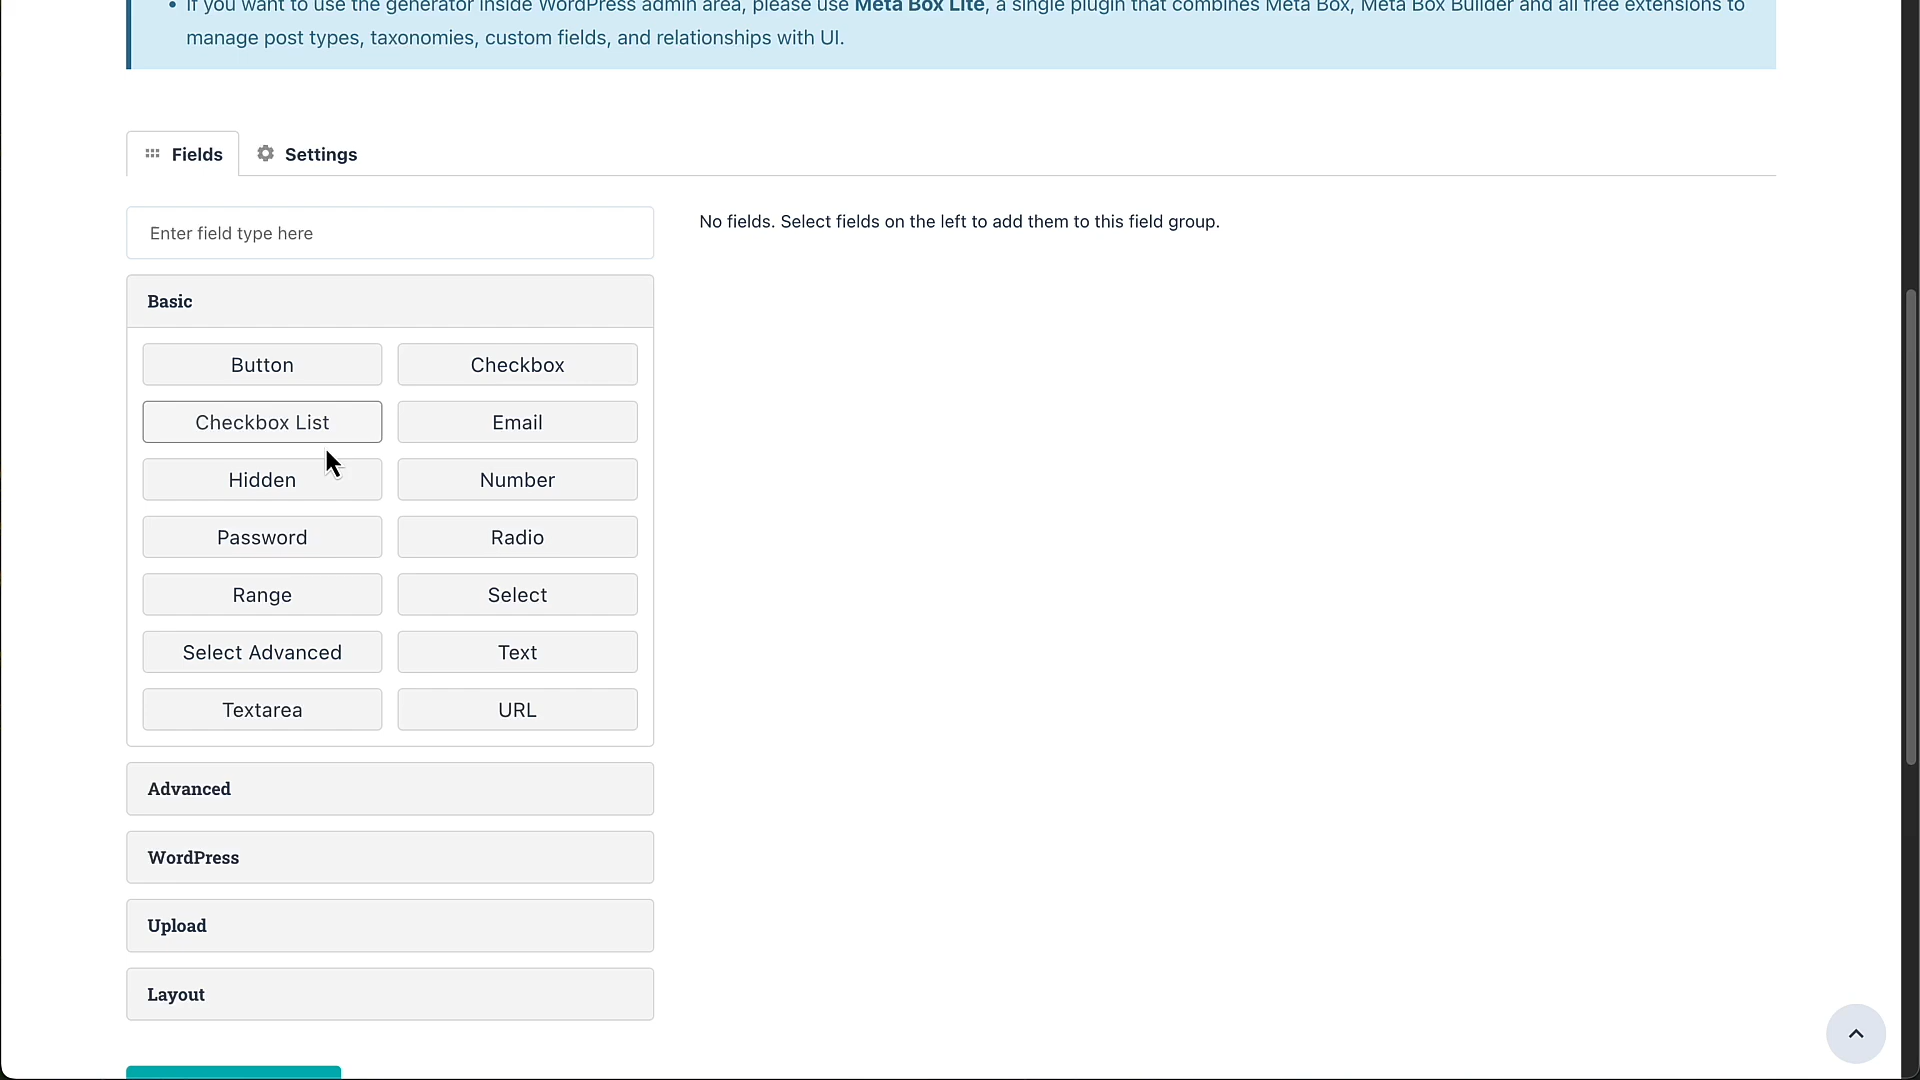 • If you want to use the generator inside WordPress admin area, please use Meta Box Lite, a single plugin that combines Meta Box, Meta Box Builder and all free extensions to
manage post types, taxonomies, custom fields, and relationships with UI.
Fields
Settings
Enter field type here
No fields. Select fields on the left to add them to this field group.
Basic
Button
Checkbox
Checkbox List
Email
Hidden
Number
Password
Radio
Range
Select
Select Advanced
Text
Textarea
URL
Advanced
WordPress
Upload
Layout